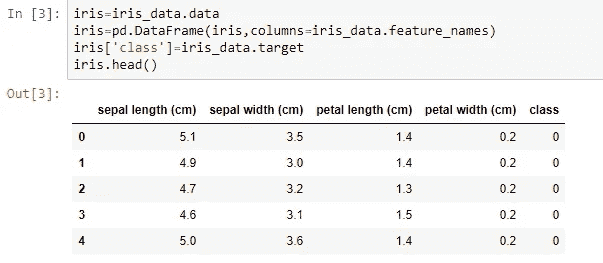 In [3]: iris=iris_data.data
iris=pd.DataFrame(iris,columns=iris_data.feature_names)
iris['class']=iris_data.target
iris.head()
Out[3]:
sepal length (cm) sepal width (cm) petal length (cm) petal width (cm) class
0 5.1 3.5 1.4 0.2 0
1 4.9 3.0 1.4 0.2 0
2 4.7 3.2 1.3 0.2 0
3 4.6 3.1 1.5 0.2 0
4 5.0 3.6 1.4 0.2 0